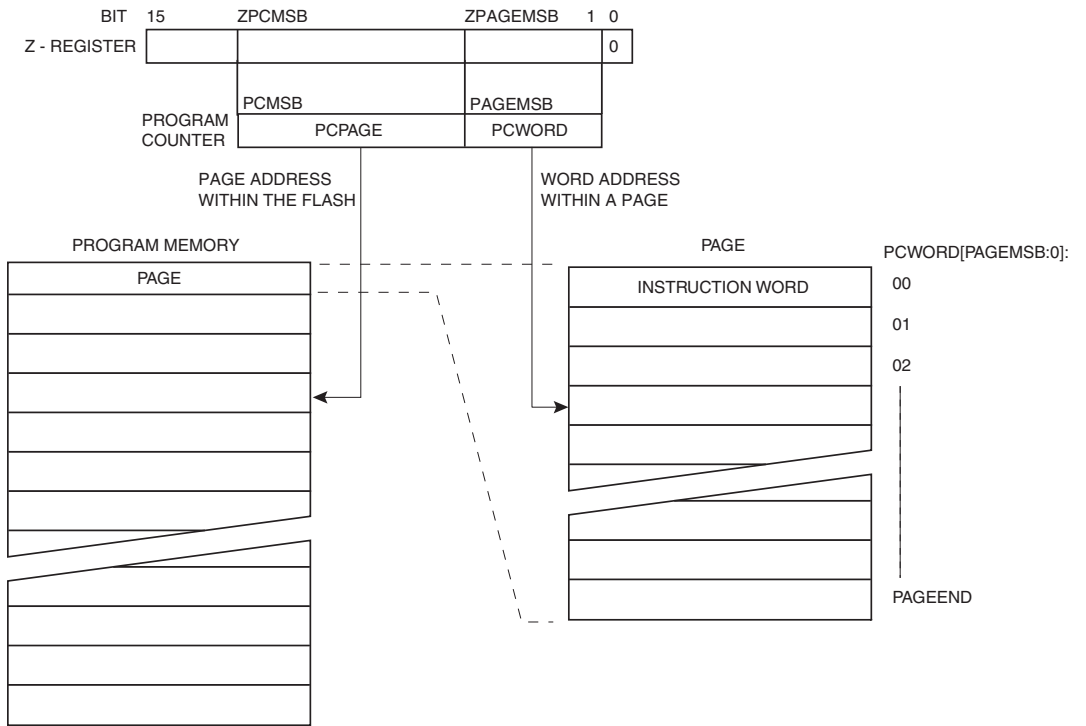 BIT 15 ZPCMSB ZPAGEMSB 1 0
Z - REGISTER 0
PCMSB PAGEMSB
PROGRAM
COUNTER
PCPAGE PCWORD
PAGE ADDRESS
WITHIN THE FLASH
WORD ADDRESS
WITHIN A PAGE
PROGRAM MEMORY
PAGE
PAGE
PCWORD[PAGEMSB:0]:
INSTRUCTION WORD
00
01
02
PAGEEND